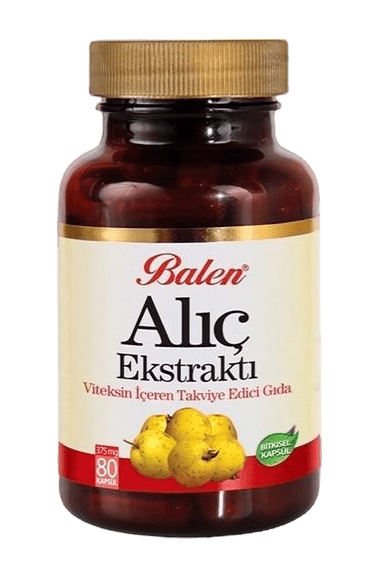 Balen®
Alıç
Ekstraktı
Viteksin İçeren Takviye Edici Gıda
375 mg
80
KAPSÜL
BİTKİSEL
KAPSÜL